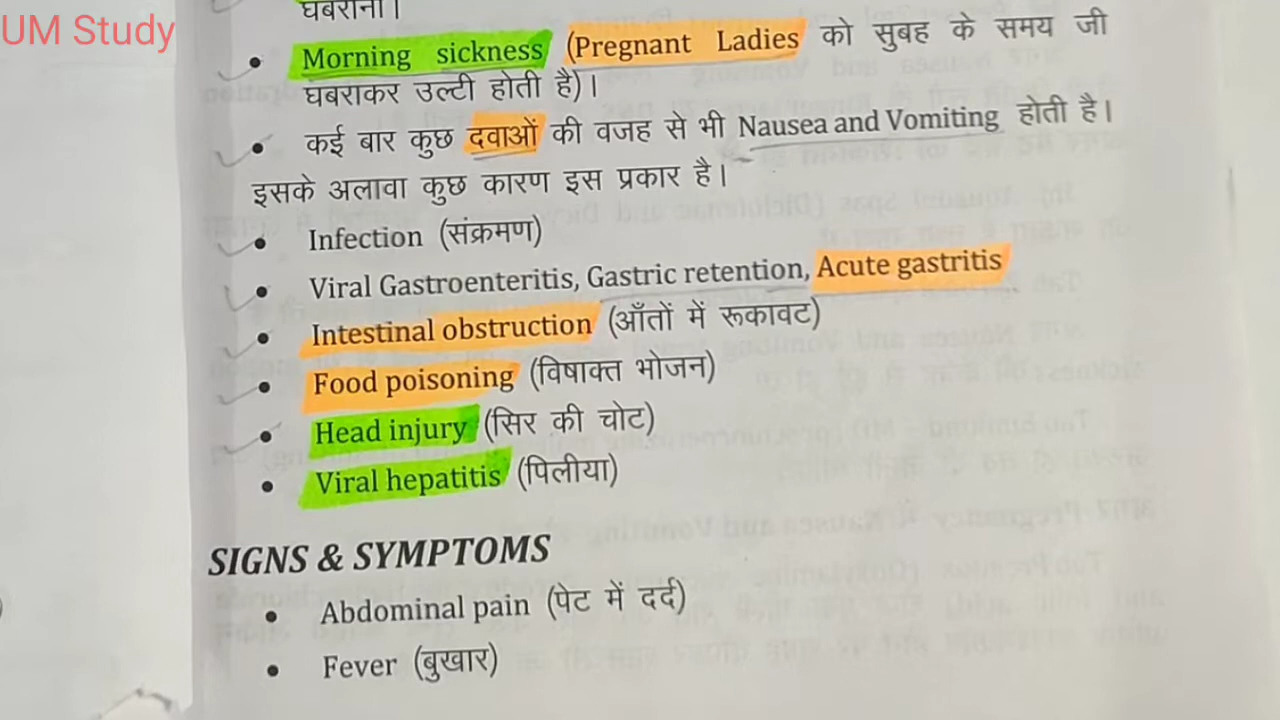 घबराना।
UM Study
• Morning sickness (Pregnant Ladies को सुबह के समय जी
घबराकर उल्टी होती है)।
• कई बार कुछ दवाओं की वजह से भी Nausea and Vomiting होती है।
इसके अलावा कुछ कारण इस प्रकार है।
• Infection (संक्रमण)
• Viral Gastroenteritis, Gastric retention, Acute gastritis
• Intestinal obstruction (आँतों में रूकावट)
• Food poisoning (विषाक्त भोजन)
• Head injury (सिर की चोट)
• Viral hepatitis (पिलीया)
SIGNS & SYMPTOMS
• Abdominal pain (पेट में दर्द)
• Fever (बुखार)